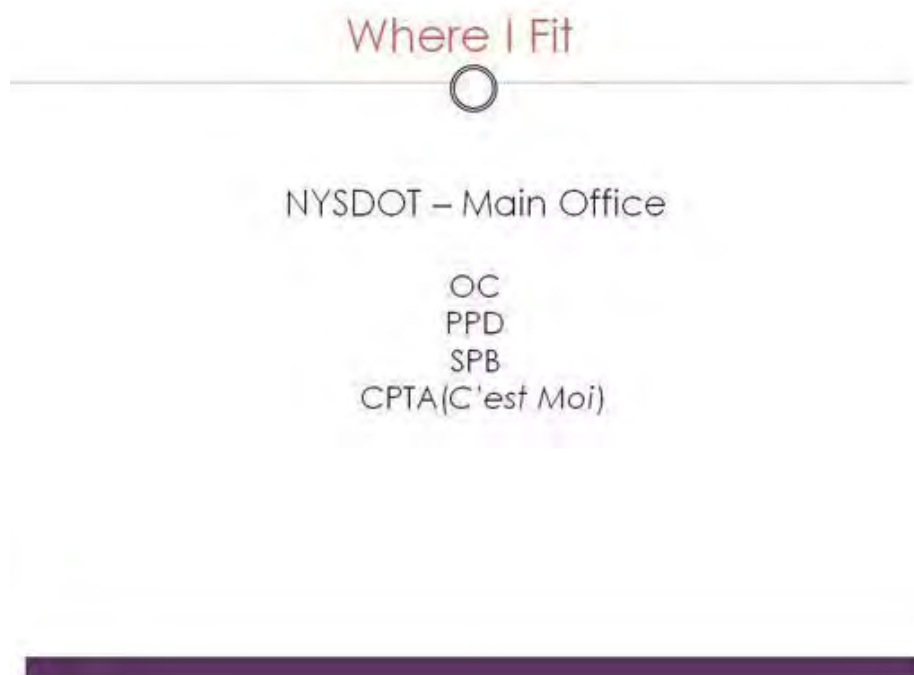 Where I Fit
NYSDOT – Main Office
OC
PPD
SPB
CPTA(C'est Moi)